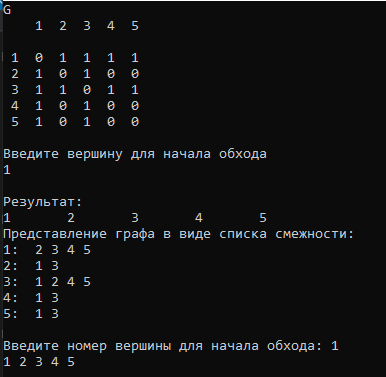 G
1 2 3 4 5
1 0 1 1 1 1
2 1 0 1 0 0
3 1 1 0 1 1
4 1 0 1 0 0
5 1 0 1 0 0
Введите вершину для начала обхода
1
Результат:
1 2 3 4 5
Представление графа в виде списка смежности:
1: 2 3 4 5
2: 1 3
3: 1 2 4 5
4: 1 3
5: 1 3
Введите номер вершины для начала обхода: 1
1 2 3 4 5